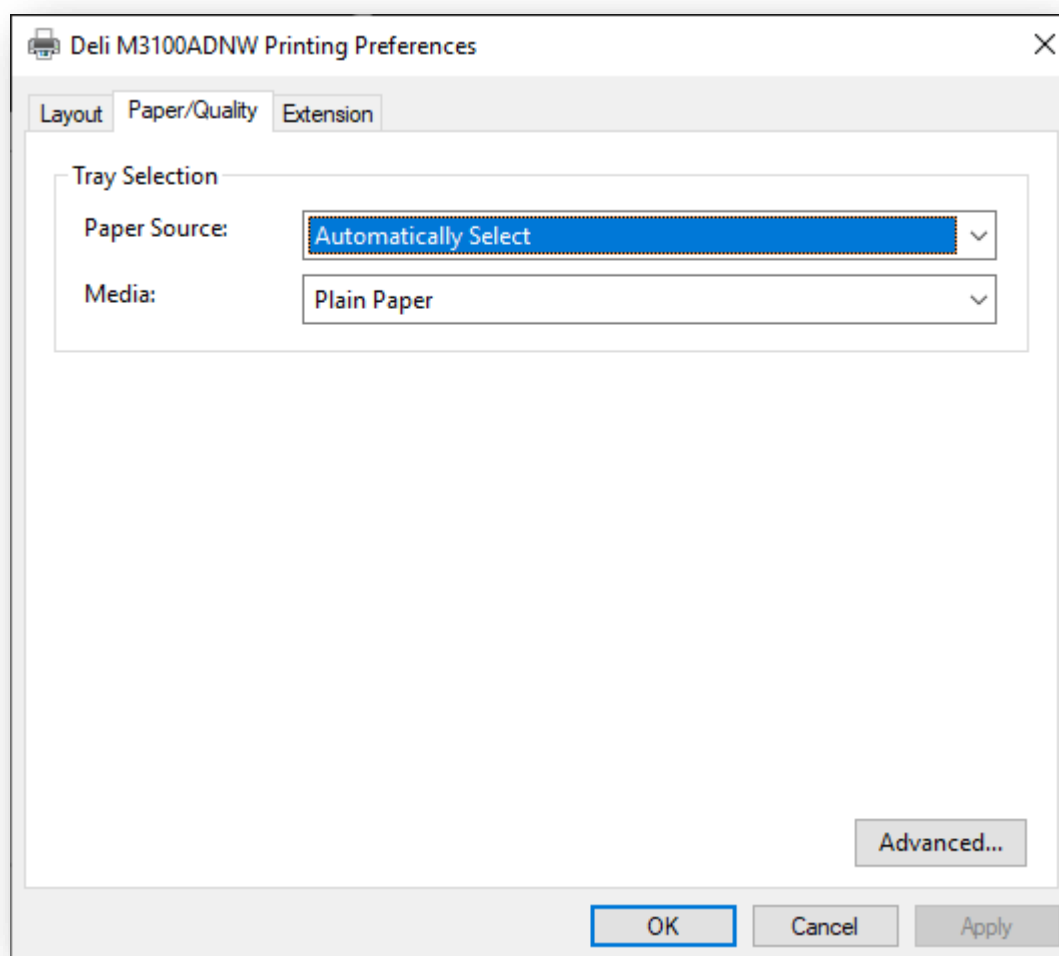 Deli M3100ADNW Printing Preferences
Layout
Paper/Quality
Extension
Tray Selection
Paper Source:
Automatically Select
Media:
Plain Paper
Advanced...
OK
Cancel
Apply